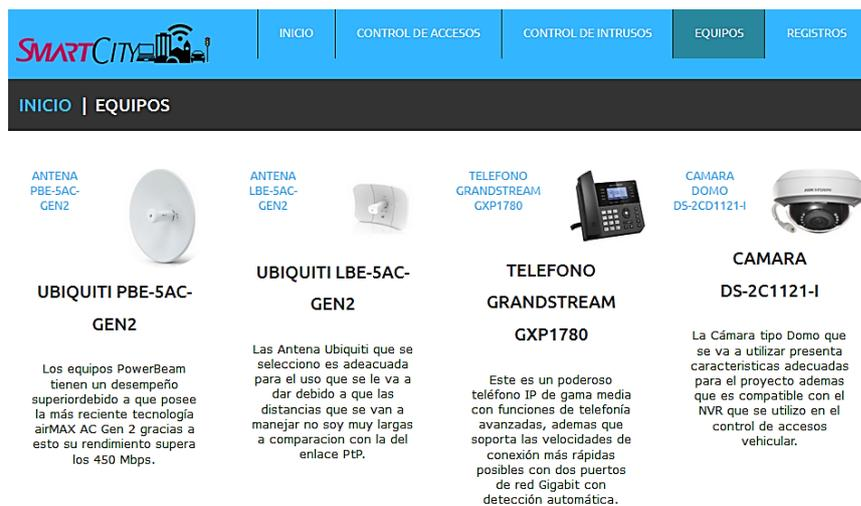 SMARTCITY
INICIO
CONTROL DE ACCESOS
CONTROL DE INTRUSOS
EQUIPOS
REGISTROS
INICIO | EQUIPOS
ANTENA
PBE-5AC-
GEN2
UBIQUITI PBE-5AC-
GEN2
Los equipos PowerBeam
tienen un desempeño
superiordebido a que posee
la más reciente tecnología
airMAX AC Gen 2 gracias a
esto su rendimiento supera
los 450 Mbps.
ANTENA
LBE-5AC-
GEN2
UBIQUITI LBE-5AC-
GEN2
Las Antena Ubiquiti que se
selecciono es adeacuada
para el uso que se le va a
dar debido a que las
distancias que se van a
manejar no soy muy largas
a comparacion con la del
enlace PtP.
TELEFONO
GRANDSTREAM
GXP1780
TELEFONO
GRANDSTREAM
GXP1780
Este es un poderoso
teléfono IP de gama media
con funciones de telefonía
avanzadas, ademas que
soporta las velocidades de
conexión más rápidas
posibles con dos puertos
de red Gigabit con
detección automática.
CAMARA
DOMO
DS-2CD1121-I
HIKVISION
CAMARA
DS-2C1121-I
La Cámara tipo Domo que
se va a utilizar presenta
caracteristicas adecuadas
para el proyecto ademas
que es compatible con el
NVR que se utilizo en el
control de accesos
vehicular.